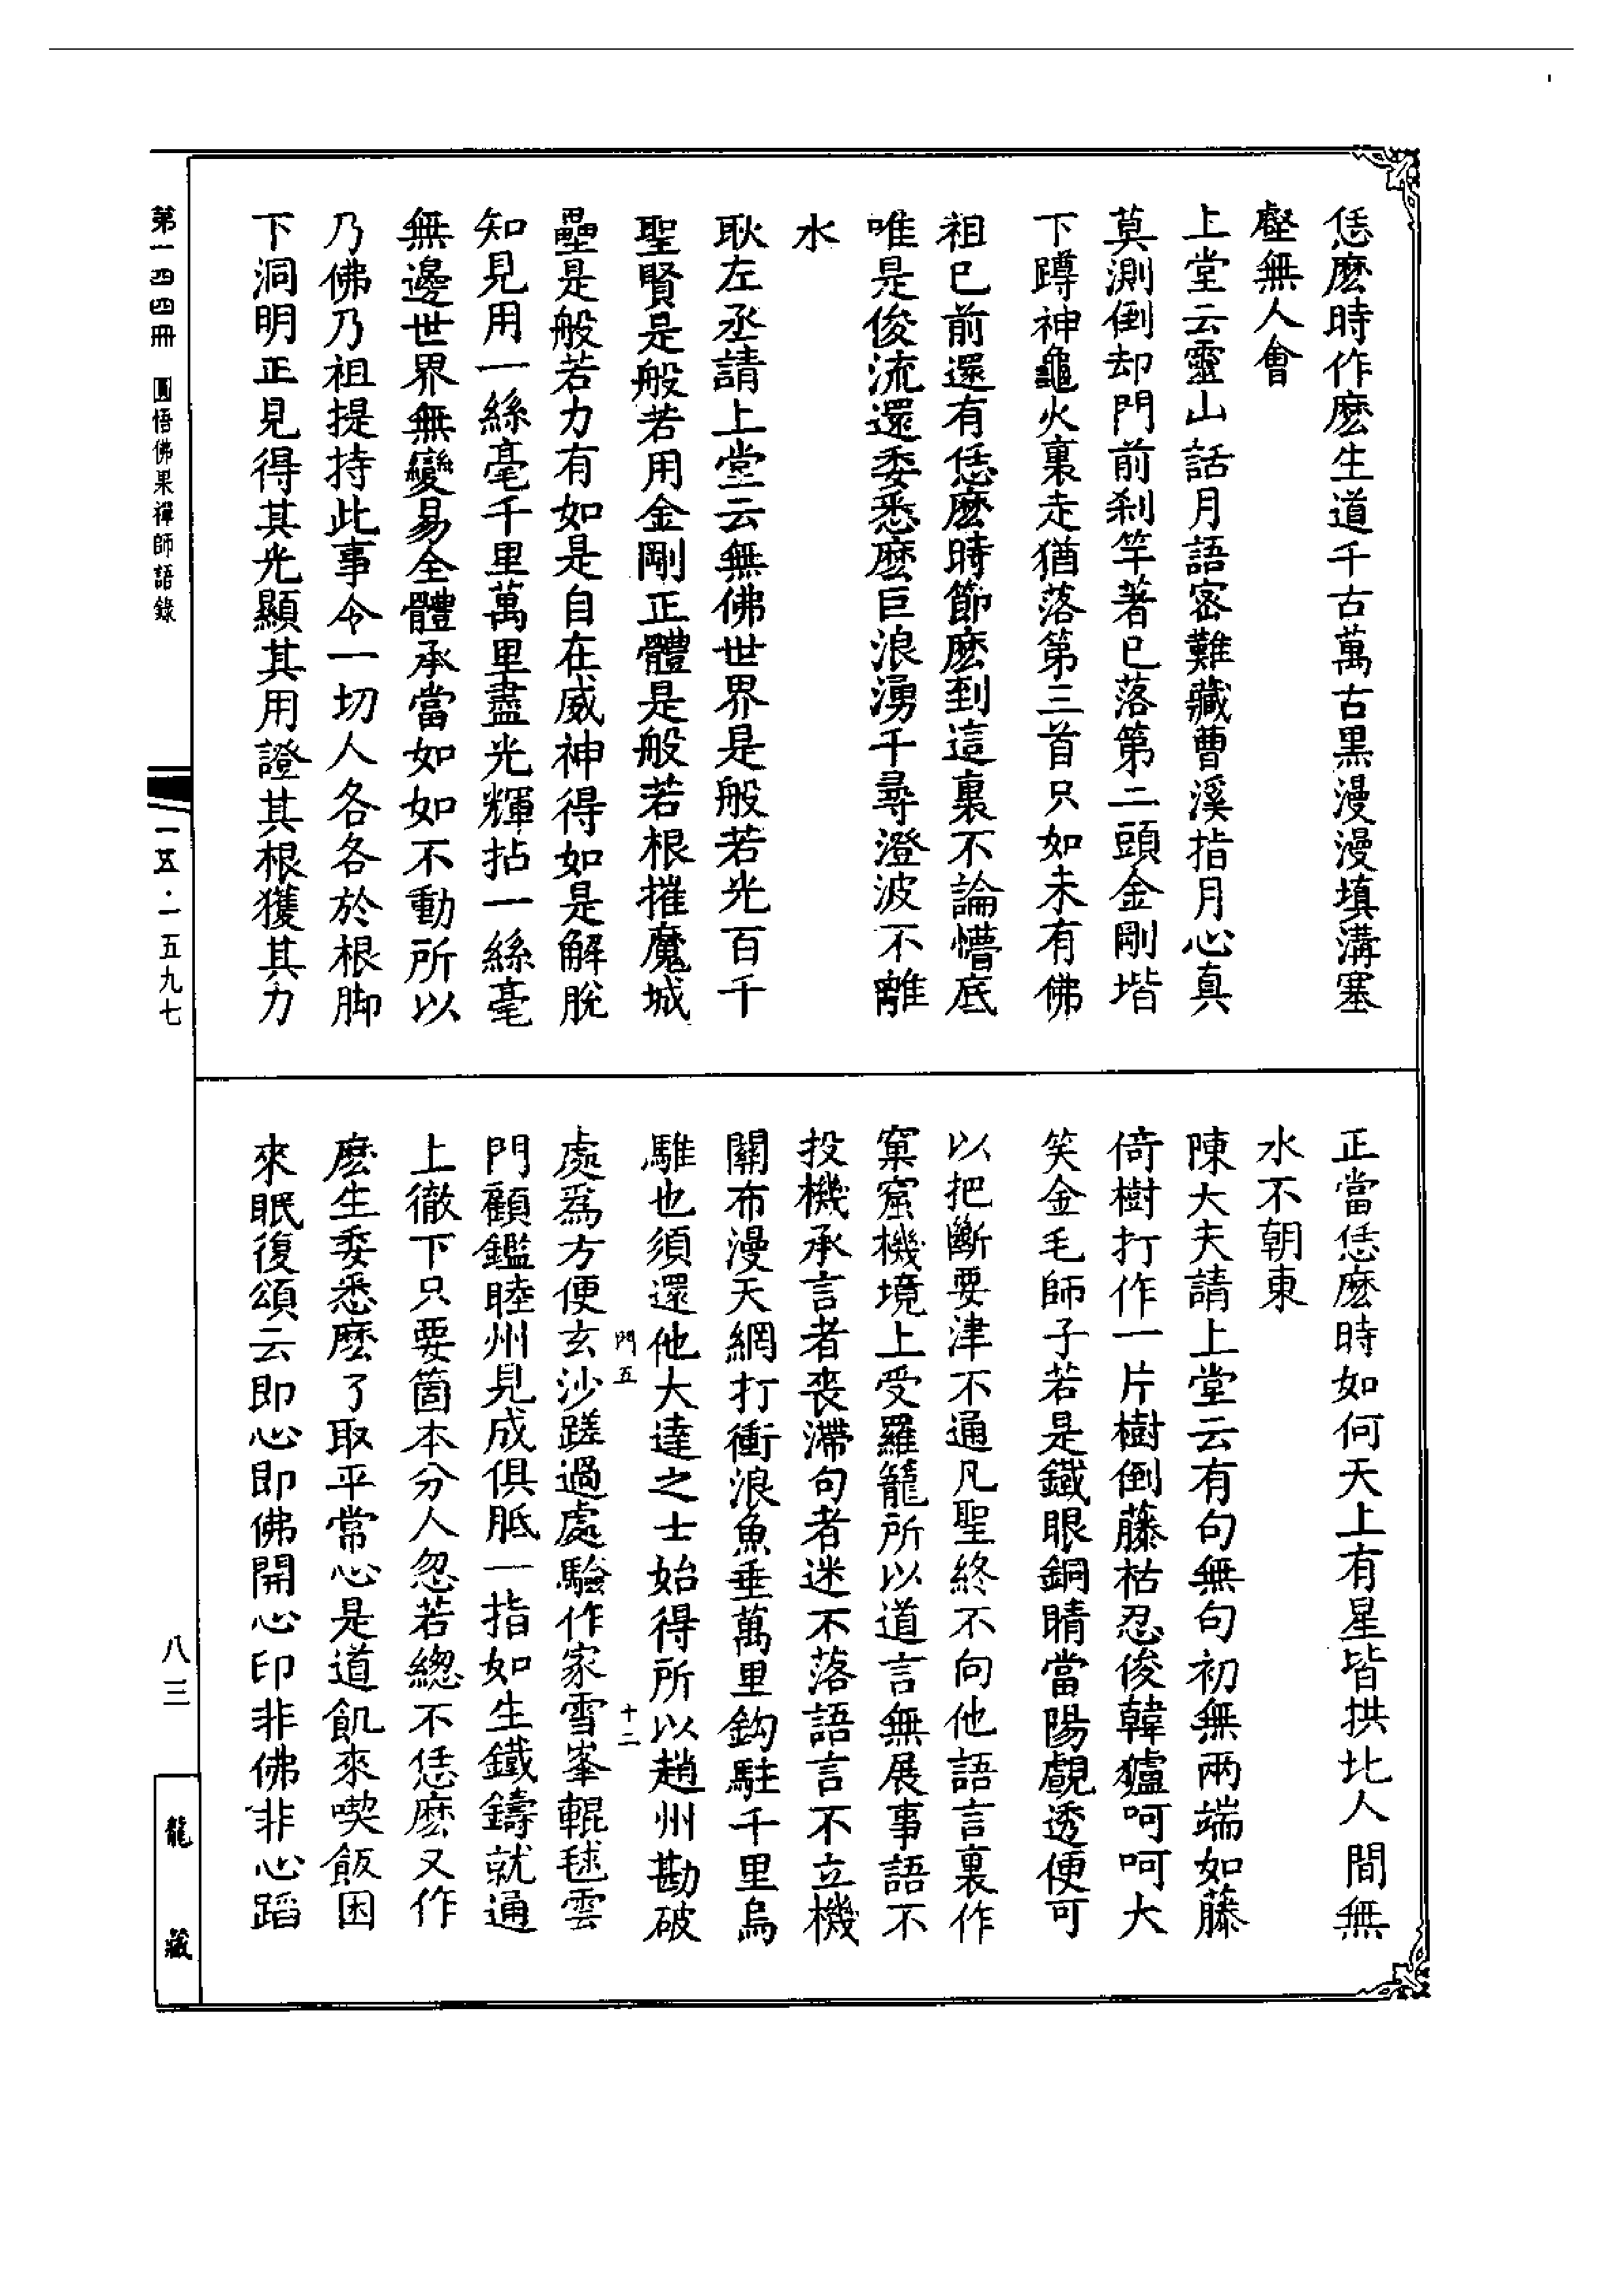 恁麽時作麽生道千古萬古黑漫漫填溝塞
壑無人會
上堂云靈山話月語密難藏曹溪指月心真
莫測倒却門前刹竿著已落第二頭金剛堦
下蹲神龜火裏走猶落第三首只如未有佛
祖已前還有恁麽時節麽到這裏不論懵底
唯是俊流還委悉麽巨浪湧千尋澄波不離
水
耿左丞請上堂云無佛世界是般若光百千
聖賢是般若用金剛正體是般若根摧魔城
壘是般若力有如是自在威神得如是解脫
知見用一絲毫千里萬里盡光輝拈一絲毫
無邊世界無變易全體承當如如不動所以
乃佛乃祖提持此事令一切人各各於根脚
下洞明正見得其光顯其用證其根獲其力
正當恁麽時如何天上有星皆拱北人間無
水不朝東
陳大夫請上堂云有句無句初無兩端如藤
倚樹打作一片樹倒藤枯忍俊韓獹呵呵大
笑金毛師子若是鐵眼銅睛當陽覰透便可
以把斷要津不通凡聖終不向他語言裏作
窠窟機境上受羅籠所以道言無展事語不
投機承言者喪滯句者迷不落語言不立機
關布漫天網打衝浪魚垂萬里鈎駐千里烏
騅也須還他大達之士始得所以趙州勘破
門五 十二
處爲方便玄沙蹉過處驗作家雪峯輥毬雲
門顧鑑睦州見成俱胝一指如生鐵鑄就通
上徹下只要箇本分人忽若緫不恁麽又作
麽生委悉麽了取平常心是道飢來喫飯困
來眠復頌云即心即佛開心印非佛非心蹈
第一四四冊 圓悟佛果禪師語錄
一五·一五九七
八三
龍藏